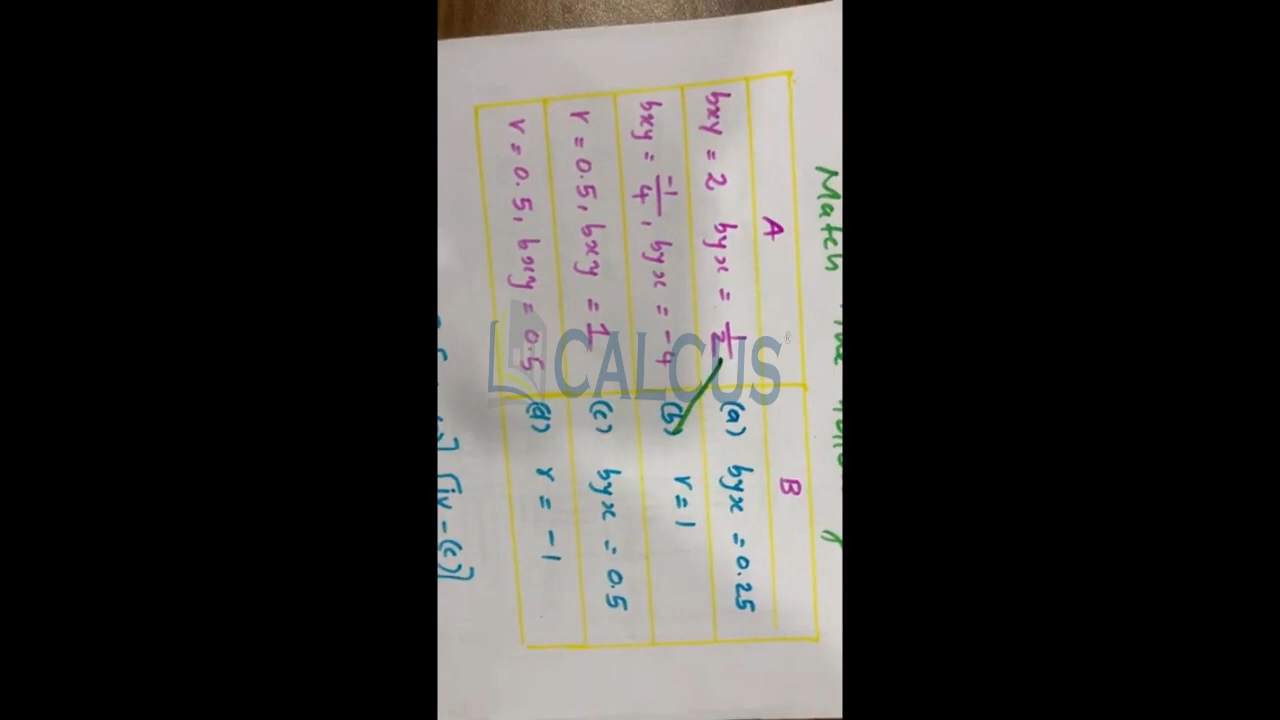 Match
A
B
bxy = 2 byx = 1/2
(a) byx = 0.25
bxy = -1/4, byx = -4
(b) r = 1
r = 0.5, bxy = 1
(c) byx = 0.5
r = 0.5, bxy = 0.5
(d) r = -1
[iv - (c)]
CALCUS®